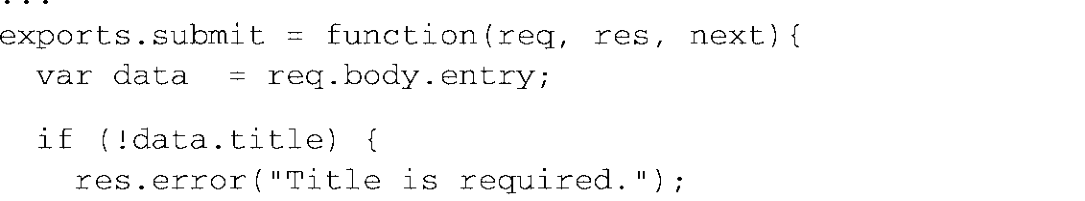 ...
exports.submit = function(req, res, next){
  var data  = req.body.entry;
  if (!data.title) {
    res.error("Title is required.");